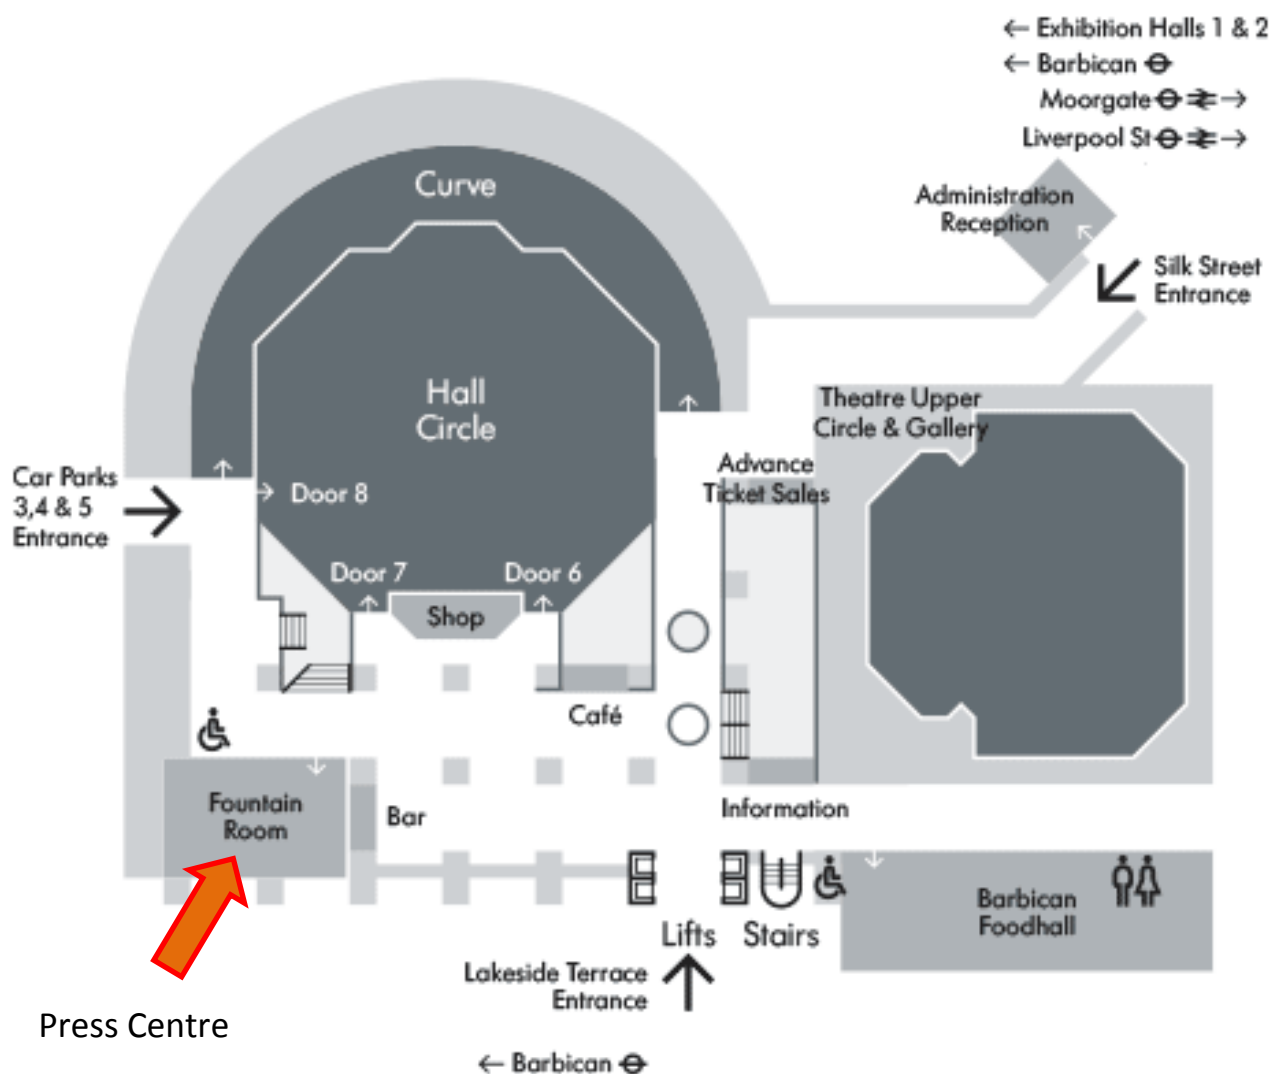 ← Exhibition Halls 1 & 2
← Barbican
Moorgate →
Liverpool St →
Administration
Reception
Silk Street
Entrance
Curve
Hall
Circle
Theatre Upper
Circle & Gallery
Advance
Ticket Sales
Car Parks
3,4 & 5
Entrance
Door 8
Door 7
Door 6
Shop
Café
Fountain
Room
Bar
Information
Barbican
Foodhall
Lifts
Stairs
Lakeside Terrace
Entrance
Press Centre
← Barbican